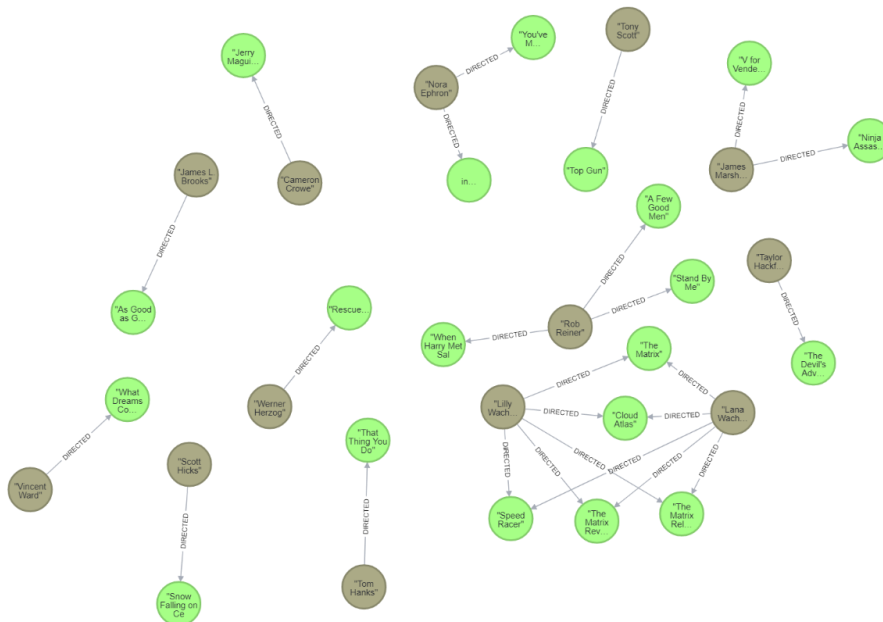 "Tony
Scott"
"You've
M...
"Jerry
Magui...
DIRECTED
"V for
Vende...
"Nora
Ephron"
DIRECTED
DIRECTED
DIRECTED
DIRECTED
"Ninja
Assas...
DIRECTED
"James L.
Brooks"
"Cameron
Crowe"
in...
"Top Gun"
"James
Marsh...
DIRECTED
"A Few
Good
Men"
DIRECTED
"Taylor
Hackf...
DIRECTED
"Stand By
Me"
"As Good
as G...
"Rescue...
DIRECTED
DIRECTED
"Rob
Reiner"
DIRECTED
"When
Harry Met
Sal
DIRECTED
"The
Matrix"
"The
Devil's
Adv...
DIRECTED
DIRECTED
DIRECTED
"What
Dreams
Co...
"Werner
Herzog"
"Lilly
Wach...
DIRECTED
"Cloud
Atlas"
DIRECTED
"Lana
Wach...
DIRECTED
"That
Thing You
Do"
"Scott
Hicks"
DIRECTED
DIRECTED
DIRECTED
DIRECTED
DIRECTED
DIRECTED
"Vincent
Ward"
DIRECTED
DIRECTED
"Speed
Racer"
"The
Matrix
Rev...
"The
Matrix
Rel...
"Tom
Hanks"
"Snow
Falling on
Ce